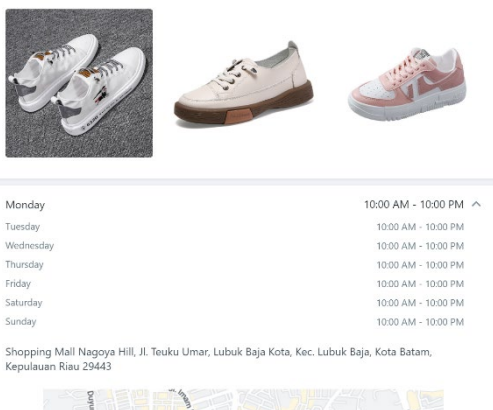 Monday 10:00 AM - 10:00 PM
Tuesday 10:00 AM - 10:00 PM
Wednesday 10:00 AM - 10:00 PM
Thursday 10:00 AM - 10:00 PM
Friday 10:00 AM - 10:00 PM
Saturday 10:00 AM - 10:00 PM
Sunday 10:00 AM - 10:00 PM
Shopping Mall Nagoya Hill, Jl. Teuku Umar, Lubuk Baja Kota, Kec. Lubuk Baja, Kota Batam,
Kepulauan Riau 29443